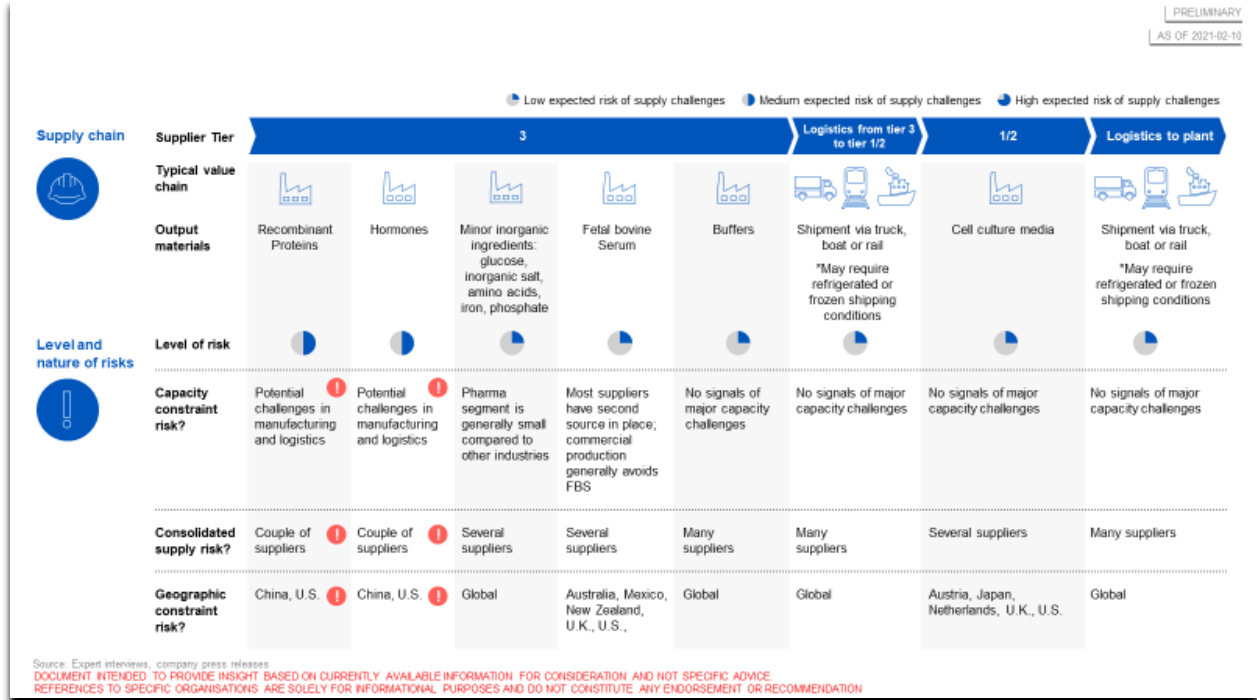 PRELIMINARY
AS OF 2021-02-10
Low expected risk of supply challenges
Medium expected risk of supply challenges
High expected risk of supply challenges
Supply chain
Supplier Tier
3
Logistics from tier 3
to tier 1/2
1/2
Logistics to plant
Typical value
chain
Output
materials
Recombinant
Proteins
Hormones
Minor inorganic
ingredients:
glucose,
inorganic salt,
amino acids,
iron, phosphate
Fetal bovine
Serum
Buffers
Shipment via truck,
boat or rail
*May require
refrigerated or
frozen shipping
conditions
Cell culture media
Shipment via truck,
boat or rail
*May require
refrigerated or frozen
shipping conditions
Level and
nature of risks
Level of risk
Capacity
constraint
risk?
Potential
challenges in
manufacturing
and logistics
Potential
challenges in
manufacturing
and logistics
Pharma
segment is
generally small
compared to
other industries
Most suppliers
have second
source in place;
commercial
production
generally avoids
FBS
No signals of
major capacity
challenges
No signals of major
capacity challenges
No signals of major
capacity challenges
No signals of major
capacity challenges
Consolidated
supply risk?
Couple of
suppliers
Couple of
suppliers
Several
suppliers
Several
suppliers
Many
suppliers
Many
suppliers
Several suppliers
Many suppliers
Geographic
constraint
risk?
China, U.S.
China, U.S.
Global
Australia, Mexico,
New Zealand,
U.K., U.S.,
Global
Global
Austria, Japan,
Netherlands, U.K., U.S.
Global
Source: Expert interviews, company press releases
DOCUMENT INTENDED TO PROVIDE INSIGHT BASED ON CURRENTLY AVAILABLE INFORMATION FOR CONSIDERATION AND NOT SPECIFIC ADVICE.
REFERENCES TO SPECIFIC ORGANISATIONS ARE SOLELY FOR INFORMATIONAL PURPOSES AND DO NOT CONSTITUTE ANY ENDORSEMENT OR RECOMMENDATION